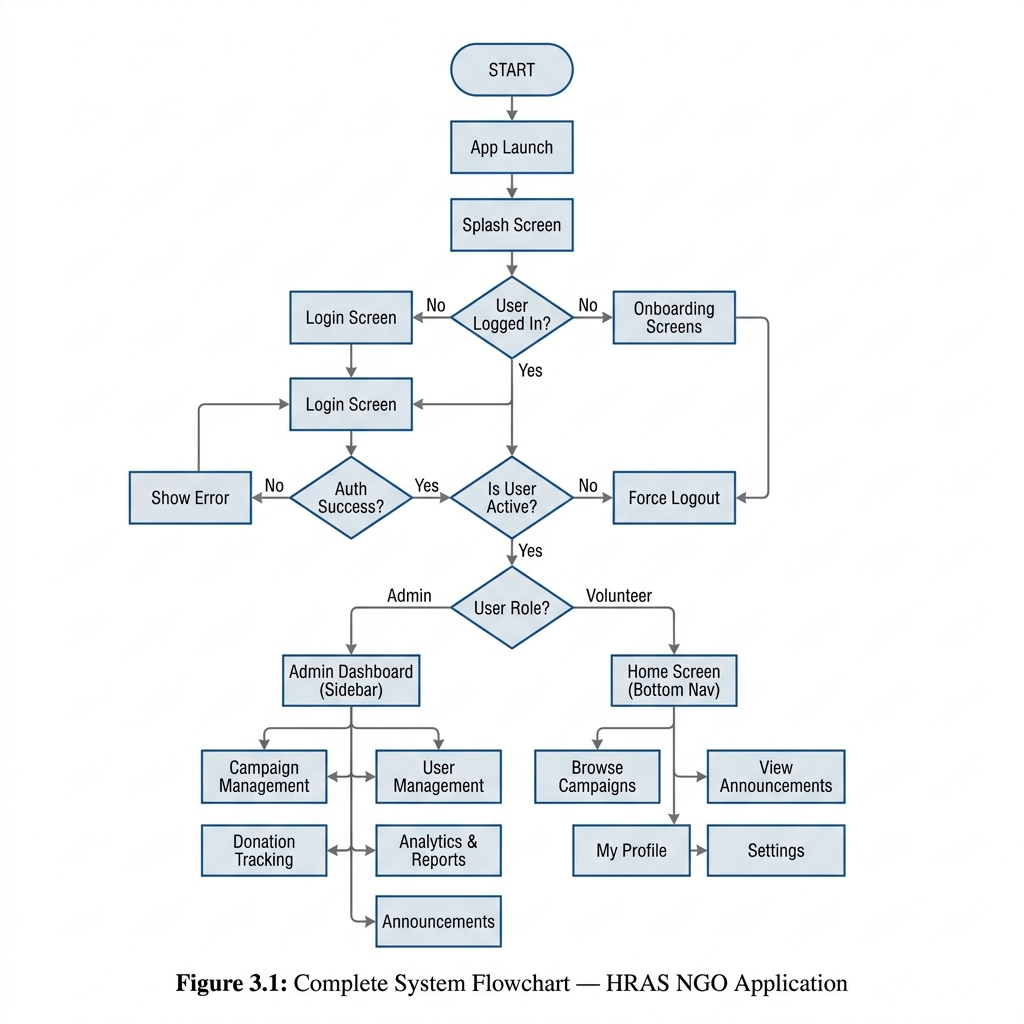 START
App Launch
Splash Screen
User
Logged In?
No
No
Login Screen
Onboarding
Screens
Yes
Login Screen
Show Error
No
Auth
Success?
Yes
Is User
Active?
No
Force Logout
Yes
Admin
User Role?
Volunteer
Admin Dashboard
(Sidebar)
Home Screen
(Bottom Nav)
Campaign
Management
User
Management
Browse
Campaigns
View
Announcements
Donation
Tracking
Analytics &
Reports
My Profile
Settings
Announcements
Figure 3.1: Complete System Flowchart — HRAS NGO Application